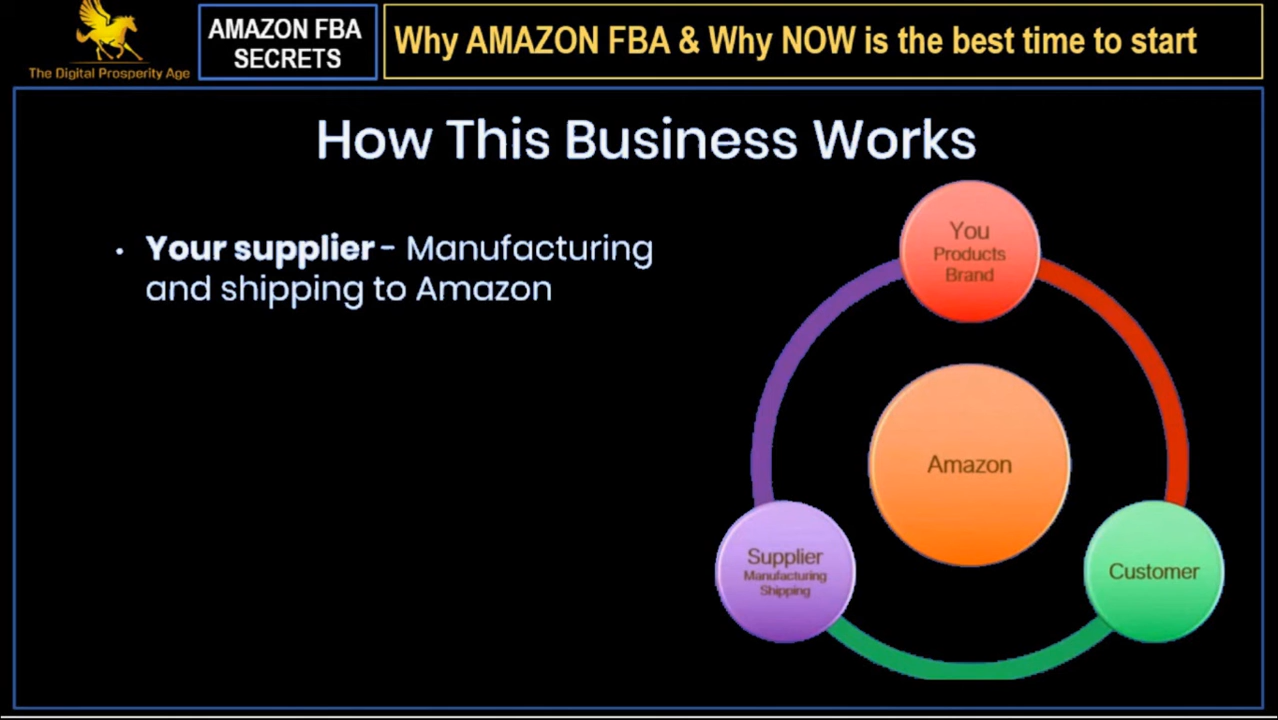 The Digital Prosperity Age
AMAZON FBA
SECRETS
Why AMAZON FBA & Why NOW is the best time to start
How This Business Works
• Your supplier - Manufacturing
and shipping to Amazon
You
Products
Brand
Amazon
Supplier
Manufacturing
Shipping
Customer